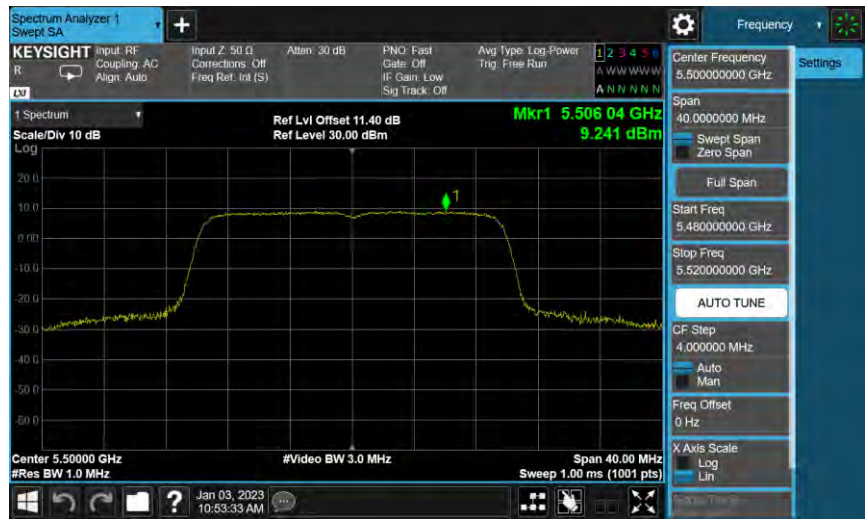 Spectrum Analyzer 1
Swept SA
Frequency
KEYSIGHT
R
LXI
Input: RF
Coupling: AC
Align: Auto
Input Z: 50 Ω
Corrections: Off
Freq Ref: Int (S)
Atten: 30 dB
PNO: Fast
Gate: Off
IF Gain: Low
Sig Track: Off
Avg Type: Log-Power
Trig: Free Run
1 2 3 4 5 6
A W W W W W
A N N N N N
1 Spectrum
Scale/Div 10 dB
Log
Ref Lvl Offset 11.40 dB
Ref Level 30.00 dBm
Mkr1 5.506 04 GHz
9.241 dBm
1
20.0
10.0
0.00
-10.0
-20.0
-30.0
-40.0
-50.0
-60.0
Center 5.50000 GHz
#Res BW 1.0 MHz
#Video BW 3.0 MHz
Span 40.00 MHz
Sweep 1.00 ms (1001 pts)
?
Jan 03, 2023
10:53:33 AM
Center Frequency
5.500000000 GHz
Span
40.0000000 MHz
Swept Span
Zero Span
Full Span
Start Freq
5.480000000 GHz
Stop Freq
5.520000000 GHz
AUTO TUNE
CF Step
4.000000 MHz
Auto
Man
Freq Offset
0 Hz
X Axis Scale
Log
Lin
Settings